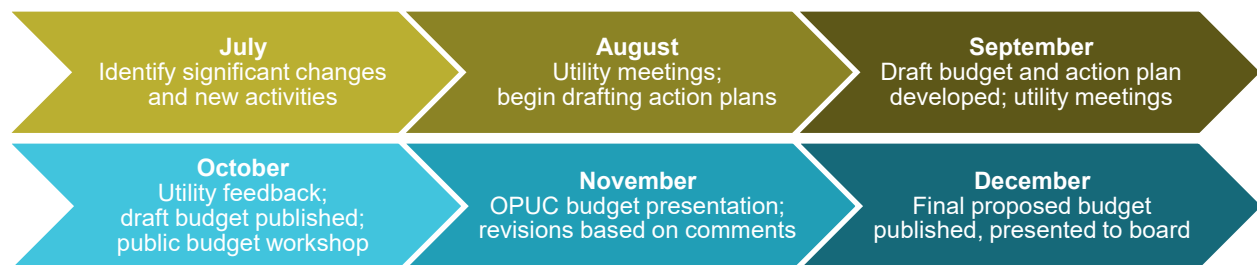 July
Identify significant changes
and new activities
August
Utility meetings;
begin drafting action plans
September
Draft budget and action plan
developed; utility meetings
October
Utility feedback;
draft budget published;
public budget workshop
November
OPUC budget presentation;
revisions based on comments
December
Final proposed budget
published, presented to board